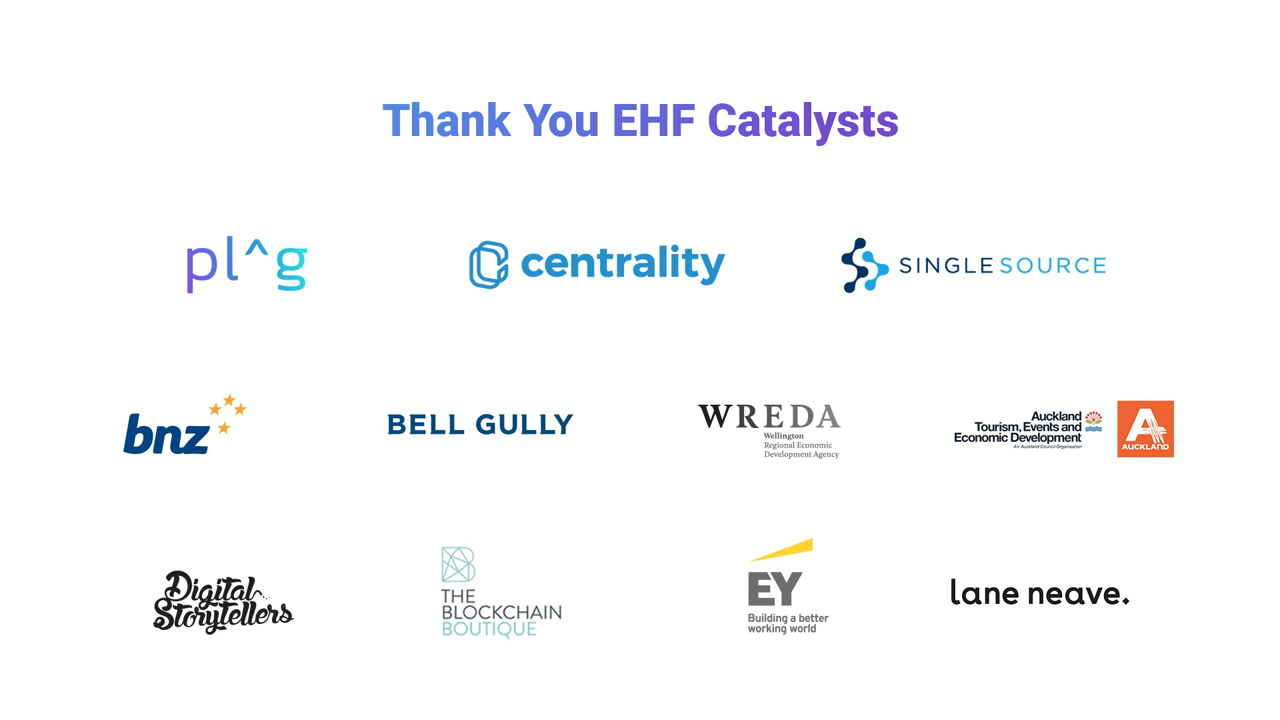 Thank You EHF Catalysts
pl^g
centrality
SINGLE SOURCE
bnz
BELL GULLY
WREDA
Wellington
Regional Economic
Development Agency
Auckland
Tourism, Events and
Economic Development
An Auckland Council Organisation
AUCKLAND
Digital
Storytellers
THE
BLOCKCHAIN
BOUTIQUE
EY
Building a better
working world
lane neave.